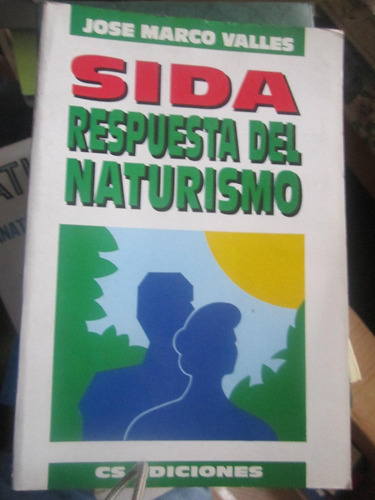 JOSE MARCO VALLES
SIDA
RESPUESTA DEL
NATURISMO
CS EDICIONES